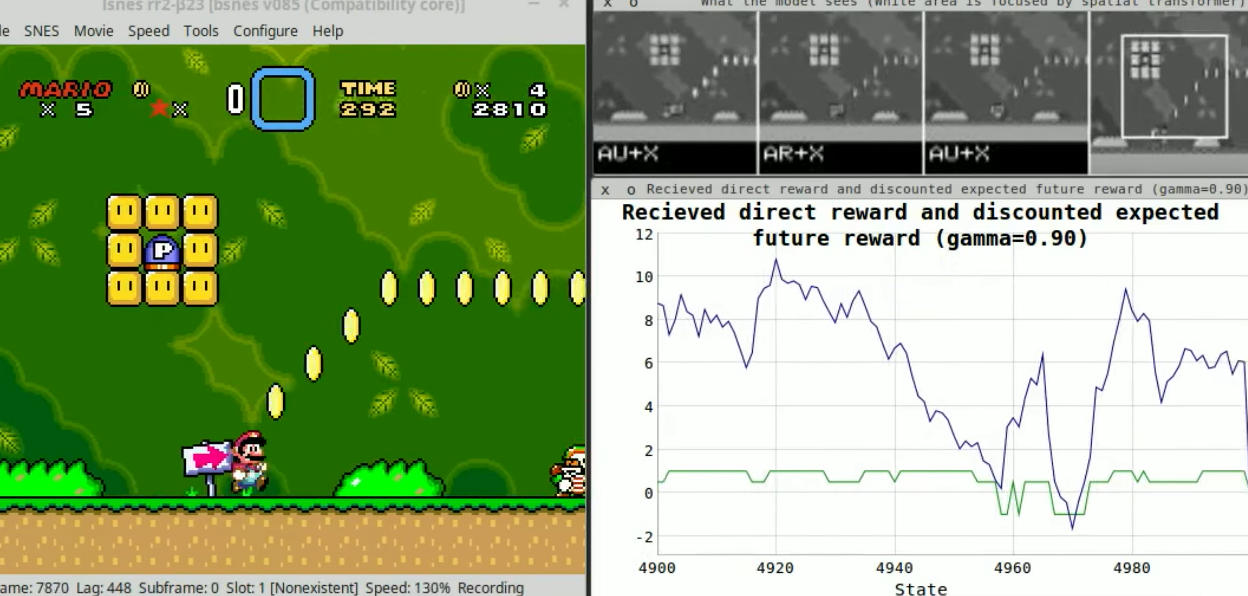 lsnes rr2-β23 [bsnes v085 (Compatibility core)]
le SNES Movie Speed Tools Configure Help
MARIO
x 5
x
0
TIME
292
x 4
2810
P
ame: 7870 Lag: 448 Subframe: 0 Slot: 1 [Nonexistent] Speed: 130% Recording
x o What the model sees (White area is focused by spatial transformer)
AU+X
AR+X
AU+X
x o Recieved direct reward and discounted expected future reward (gamma=0.90)
Recieved direct reward and discounted expected
future reward (gamma=0.90)
12
10
8
6
4
2
0
-2
4900 4920 4940 4960 4980
State